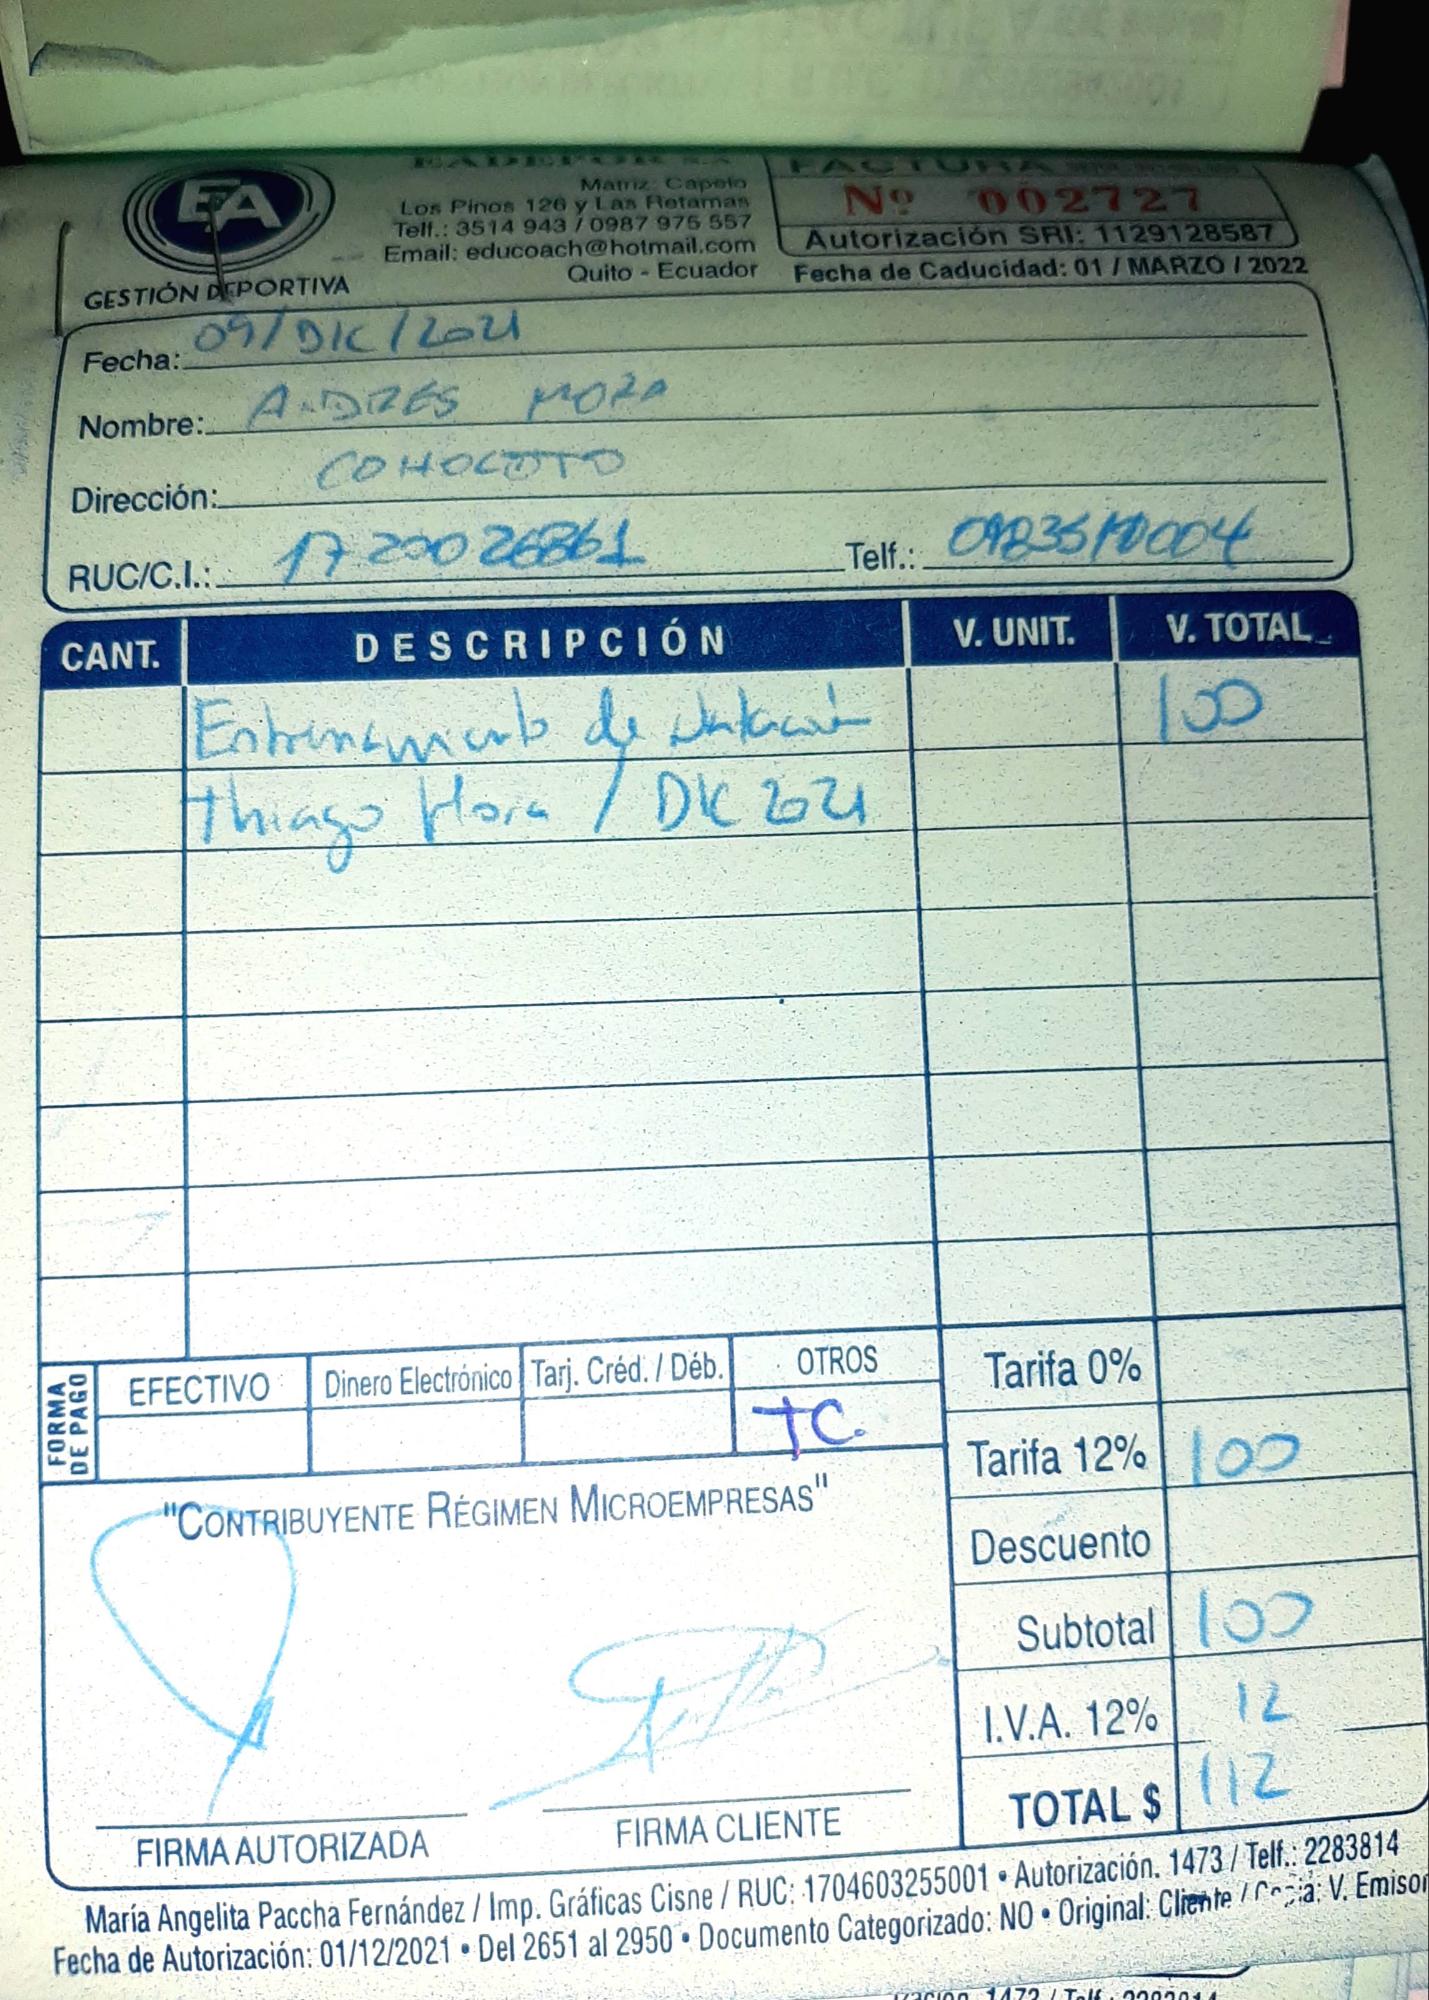 EA
GESTIÓN DEPORTIVA
Matriz: Capelo
Los Pinos 126 y Las Retamas
Telf.: 3514 943 / 0987 975 557
Email: educoach@hotmail.com
Quito - Ecuador
FACTURA
Nº 002727
Autorización SRI: 1129128587
Fecha de Caducidad: 01 / MARZO / 2022
Fecha: 09/DIC/2021
Nombre: ANDRES MORA
Dirección: CONOCOTO
RUC/C.I.: Telf.:
CANT. DESCRIPCIÓN V. UNIT. V. TOTAL
Entrenamiento de Natación 100
Thiago Mora / DIC 2021
FORMA DE PAGO
EFECTIVO Dinero Electrónico Tarj. Créd. / Déb. OTROS
TC.
Tarifa 0%
Tarifa 12% 100
"CONTRIBUYENTE RÉGIMEN MICROEMPRESAS"
Descuento
Subtotal 100
I.V.A. 12% 12
TOTAL $ 112
FIRMA AUTORIZADA FIRMA CLIENTE
María Angelita Paccha Fernández / Imp. Gráficas Cisne / RUC: 1704603255001 • Autorización. 1473 / Telf.: 2283814
Fecha de Autorización: 01/12/2021 • Del 2651 al 2950 • Documento Categorizado: NO • Original: Cliente / Copia: V. Emisor